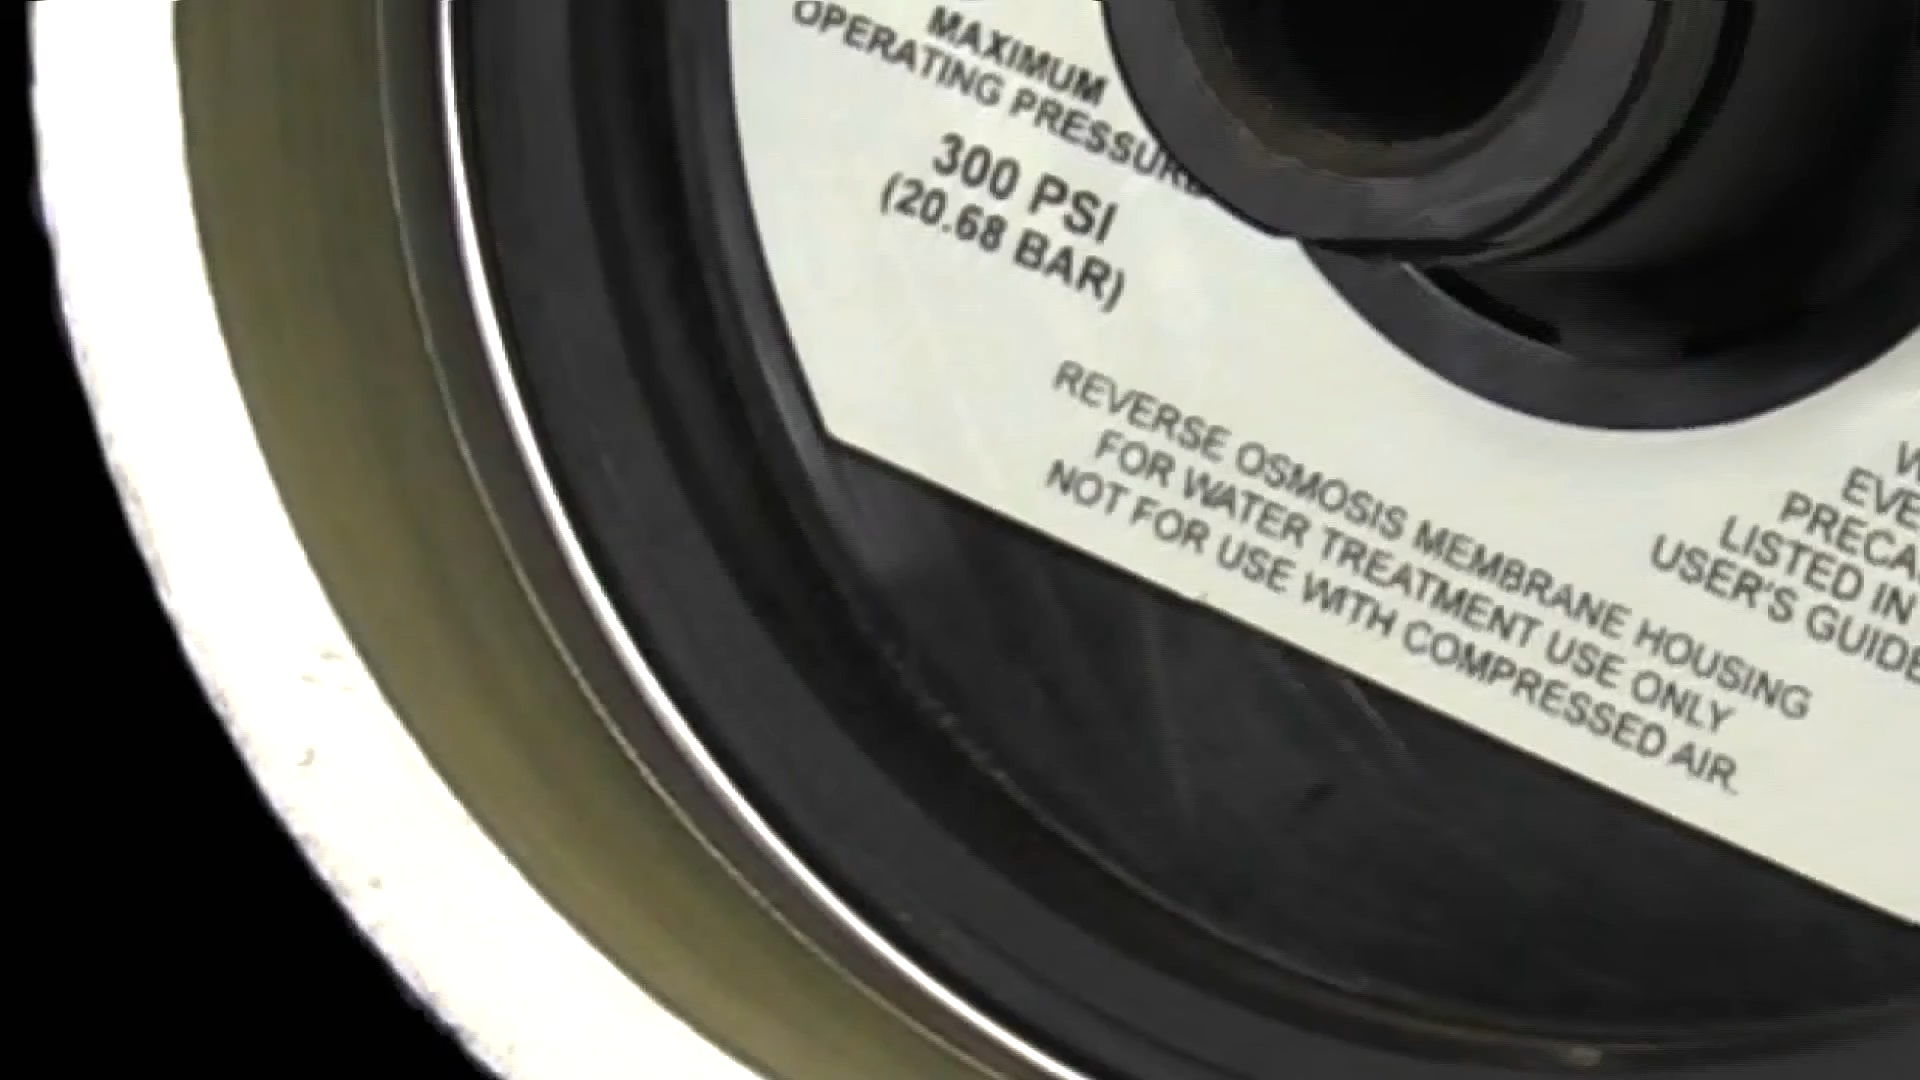 MAXIMUM
OPERATING PRESSURE
300 PSI
(20.68 BAR)
REVERSE OSMOSIS MEMBRANE HOUSING
FOR WATER TREATMENT USE ONLY
NOT FOR USE WITH COMPRESSED AIR.
LISTED IN
USER'S GUIDE